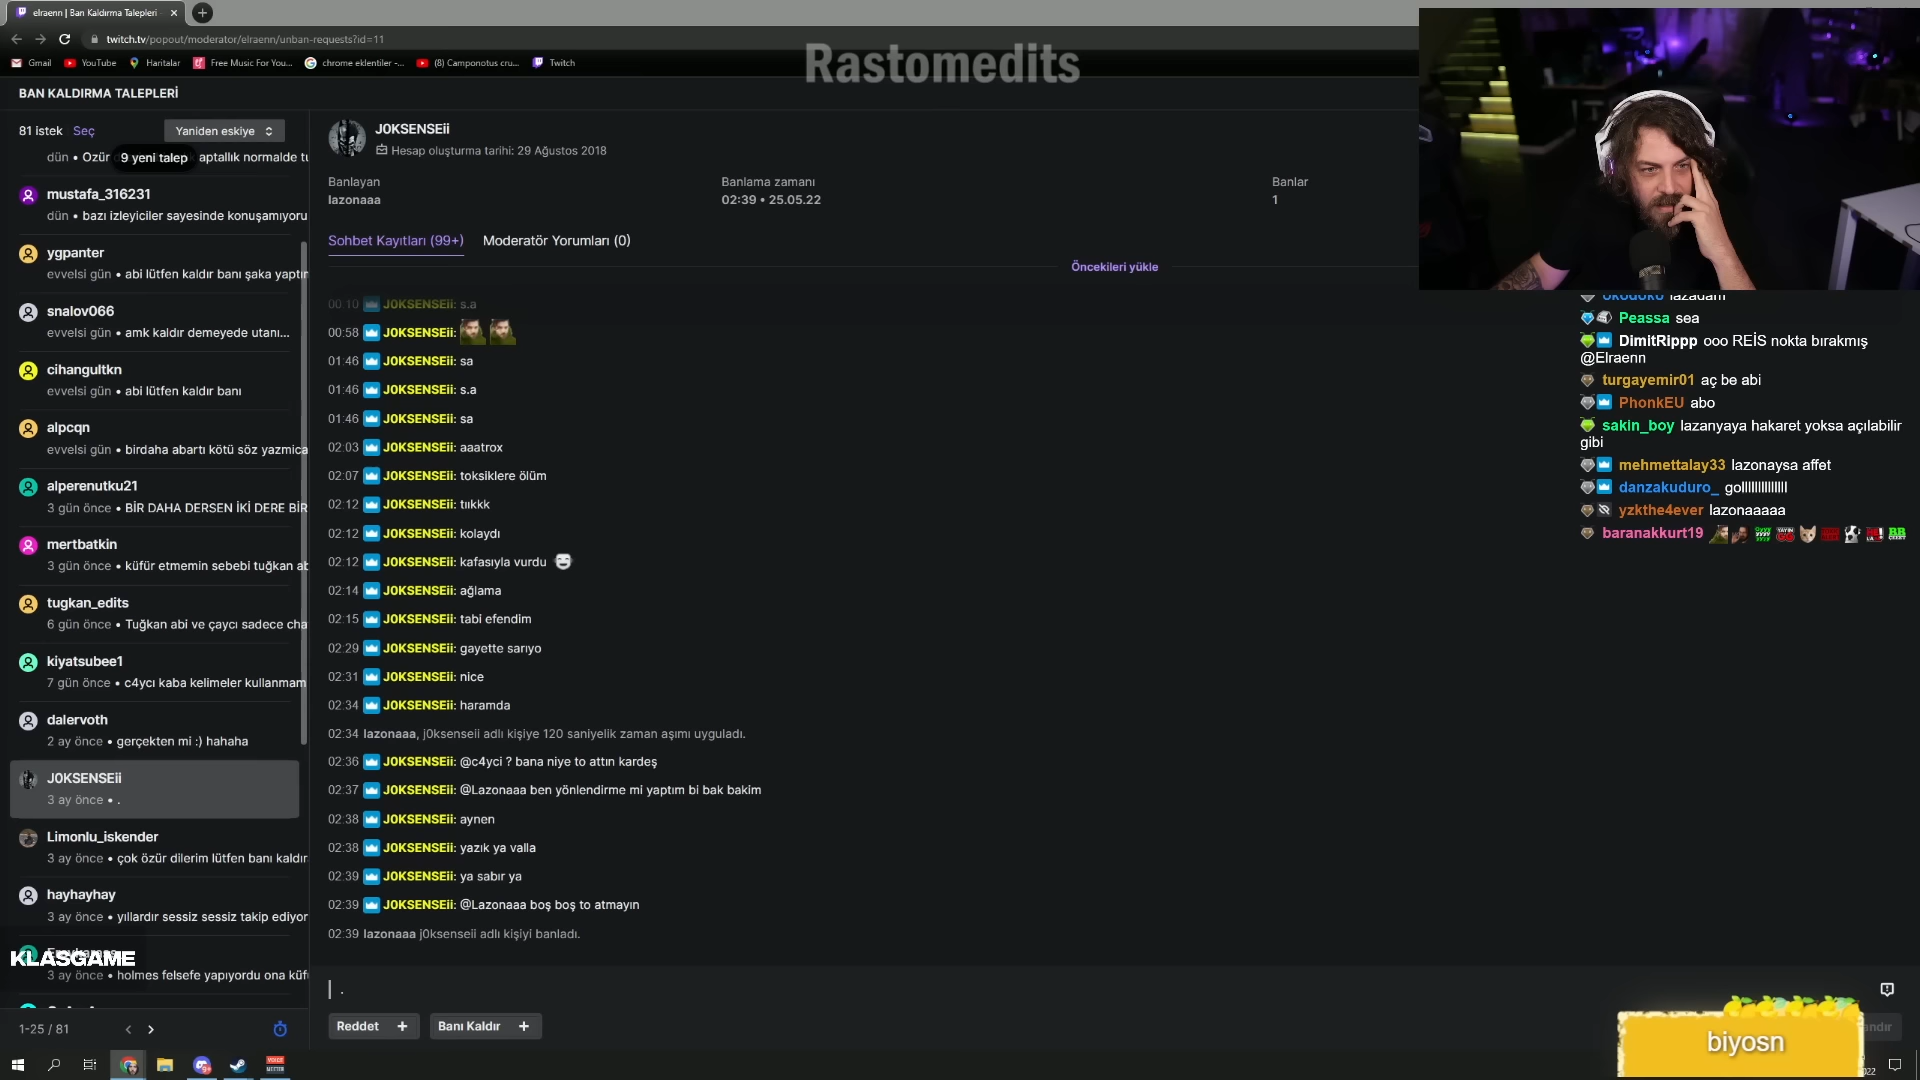 elraenn | Ban Kaldırma Talepleri
twitch.tv/popout/moderator/elraenn/unban-requests?id=11
Gmail
YouTube
Haritalar
Free Music For You...
chrome eklentiler -...
(8) Camponotus cru...
Twitch
Rastomedits
BAN KALDIRMA TALEPLERİ
81 istek Seç
Yaniden eskiye
dün • Özür
9 yeni talep
aptallık normalde tu
mustafa_316231
dün • bazı izleyiciler sayesinde konuşamıyoru
ygpanter
evvelsi gün • abi lütfen kaldır banı şaka yaptın
snalov066
evvelsi gün • amk kaldır demeyede utanı...
cihangultkn
evvelsi gün • abi lütfen kaldır banı
alpcqn
evvelsi gün • birdaha abartı kötü söz yazmica
alperenutku21
3 gün önce • BİR DAHA DERSEN İKİ DERE BİR
mertbatkin
3 gün önce • küfür etmemin sebebi tuğkan ab
tugkan_edits
6 gün önce • Tuğkan abi ve çaycı sadece cha
kiyatsubee1
7 gün önce • c4ycı kaba kelimeler kullanmam
dalervoth
2 ay önce • gerçekten mi :) hahaha
J0KSENSEii
3 ay önce • .
Limonlu_iskender
3 ay önce • çok özür dilerim lütfen banı kaldır
hayhayhay
3 ay önce • yıllardır sessiz sessiz takip ediyor
KLASGAME
3 ay önce • holmes felsefe yapıyordu ona küf
1-25 / 81
J0KSENSEii
Hesap oluşturma tarihi: 29 Ağustos 2018
Banlayan
lazonaaa
Banlama zamanı
02:39 • 25.05.22
Banlar
1
Sohbet Kayıtları (99+)
Moderatör Yorumları (0)
Öncekileri yükle
00:10 J0KSENSEii: s.a
00:58 J0KSENSEii:
01:46 J0KSENSEii: sa
01:46 J0KSENSEii: s.a
01:46 J0KSENSEii: sa
02:03 J0KSENSEii: aaatrox
02:07 J0KSENSEii: toksiklere ölüm
02:12 J0KSENSEii: tıikkk
02:12 J0KSENSEii: kolaydı
02:12 J0KSENSEii: kafasıyla vurdu
02:14 J0KSENSEii: ağlama
02:15 J0KSENSEii: tabi efendim
02:29 J0KSENSEii: gayette sarıyo
02:31 J0KSENSEii: nice
02:34 J0KSENSEii: haramda
02:34 lazonaaa, j0ksenseii adlı kişiye 120 saniyelik zaman aşımı uyguladı.
02:36 J0KSENSEii: @c4yci ? bana niye to attın kardeş
02:37 J0KSENSEii: @Lazonaaa ben yönlendirme mi yaptım bi bak bakim
02:38 J0KSENSEii: aynen
02:38 J0KSENSEii: yazık ya valla
02:39 J0KSENSEii: ya sabır ya
02:39 J0KSENSEii: @Lazonaaa boş boş to atmayın
02:39 lazonaaa j0ksenseii adlı kişiyi banladı.
.
Reddet +
Banı Kaldır +
okodoko lazadam
Peassa sea
DimitRippp ooo REİS nokta bırakmış
@Elraenn
turgayemir01 aç be abi
PhonkEU abo
sakin_boy lazanyaya hakaret yoksa açılabilir
gibi
mehmettalay33 lazonaysa affet
danzakuduro_ golllllllllllllll
yzkthe4ever lazonaaaaa
baranakkurt19
biyosn